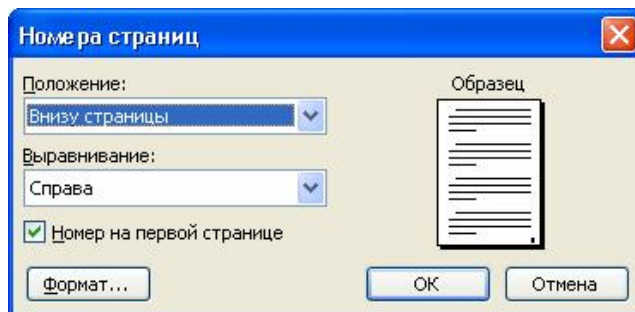 Номера страниц
Положение:
Образец
Внизу страницы
Выравнивание:
Справа
Номер на первой странице
Формат...
ОК
Отмена